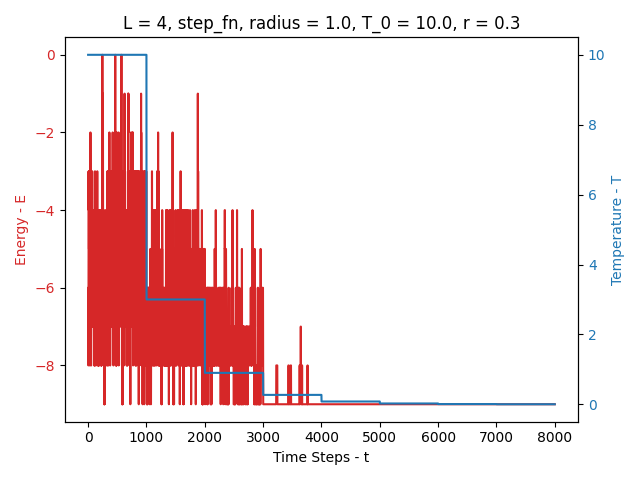 L = 4, step_fn, radius = 1.0, T_0 = 10.0, r = 0.3
Energy - E
0
−2
−4
−6
−8
10
8
6
4
2
0
Temperature - T
0 1000 2000 3000 4000 5000 6000 7000 8000
Time Steps - t